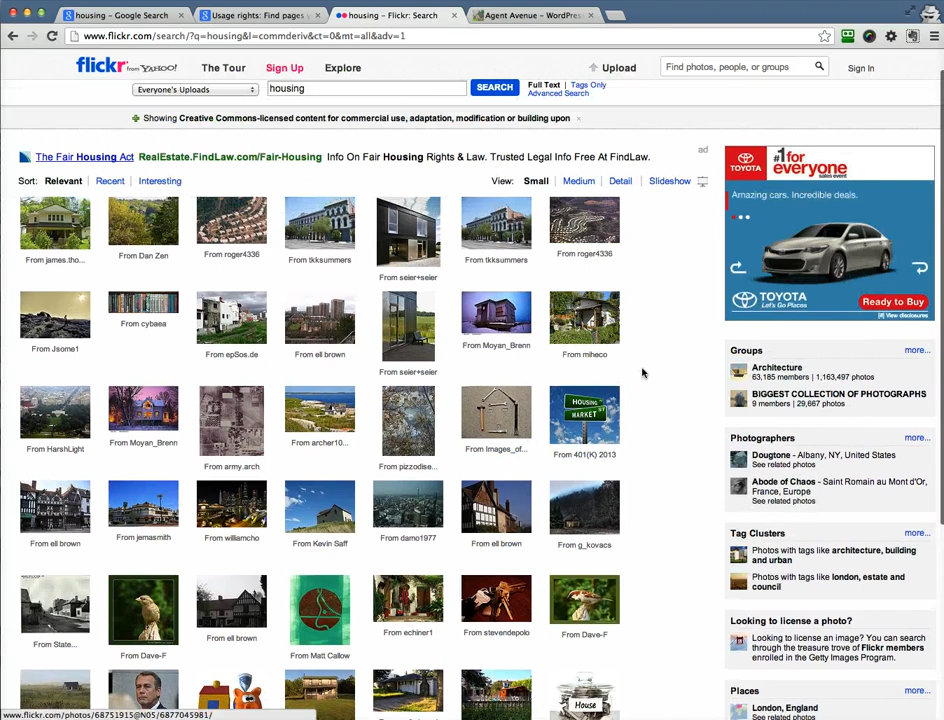 housing - Google Search
Usage rights: Find pages
housing - Flickr: Search
Agent Avenue - WordPres
www.flickr.com/search/?q=housing&l=commderiv&ct=0&mt=all&adv=1
flickr from YAHOO!
The Tour
Sign Up
Explore
Upload
Find photos, people, or groups
Sign In
Everyone's Uploads
housing
SEARCH
Full Text | Tags Only
Advanced Search
Showing Creative Commons-licensed content for commercial use, adaptation, modification or building upon
The Fair Housing Act RealEstate.FindLaw.com/Fair-Housing Info On Fair Housing Rights & Law. Trusted Legal Info Free At FindLaw.
ad
Sort: Relevant Recent Interesting
View: Small Medium Detail Slideshow
From james.tho...
From Dan Zen
From roger4336
From tkksummers
From seier+seier
From tkksummers
From roger4336
From Jsome1
From cybaea
From epSos.de
From ell brown
From seier+seier
From Moyan_Brenn
From miheco
From HarshLight
From Moyan_Brenn
From army.arch
From archer10...
From pizzodise...
From Images_of...
HOUSING
MARKET ST
From 401(K) 2013
From ell brown
From jemasmith
From williamcho
From Kevin Saff
From damo1977
From ell brown
From g_kovacs
From State...
From Dave-F
From ell brown
From Matt Callow
From echiner1
From stevendepolo
From Dave-F
House
TOYOTA
#1 for everyone
sales event
Amazing cars. Incredible deals.
TOYOTA
Let's Go Places
Ready to Buy
View disclosures
Groups
more...
Architecture
63,185 members | 1,163,497 photos
BIGGEST COLLECTION OF PHOTOGRAPHS
9 members | 29,667 photos
Photographers
more...
Dougtone - Albany, NY, United States
See related photos
Abode of Chaos - Saint Romain au Mont d'Or,
France, Europe
See related photos
Tag Clusters
more...
Photos with tags like architecture, building
and urban
Photos with tags like london, estate and
council
Looking to license a photo?
Looking to license an image? You can search
through the treasure trove of Flickr members
enrolled in the Getty Images Program.
Places
more...
London, England
See related photos
www.flickr.com/photos/68751915@N05/6877045981/